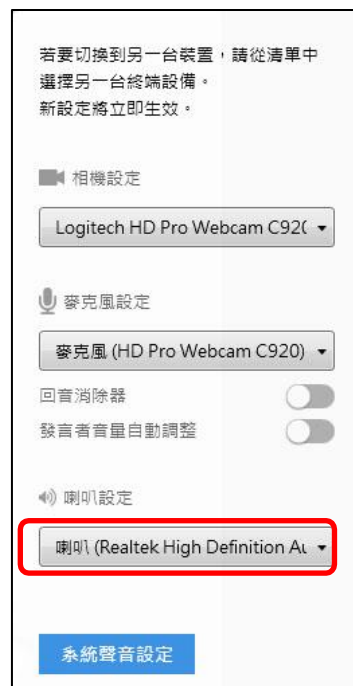 若要切換到另一台裝置，請從清單中
選擇另一台終端設備。
新設定將立即生效。
相機設定
Logitech HD Pro Webcam C920
麥克風設定
麥克風 (HD Pro Webcam C920)
回音消除器
發言者音量自動調整
喇叭設定
喇叭 (Realtek High Definition Au
系統聲音設定